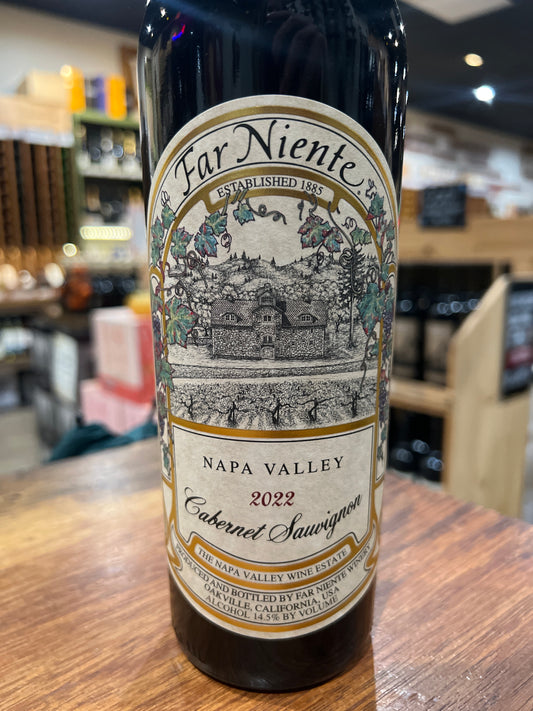 Far Niente
ESTABLISHED 1885
NAPA VALLEY
2022
Cabernet Sauvignon
THE NAPA VALLEY WINE ESTATE
PRODUCED AND BOTTLED BY FAR NIENTE WINERY
OAKVILLE, CALIFORNIA, USA
ALCOHOL 14.5% BY VOLUME